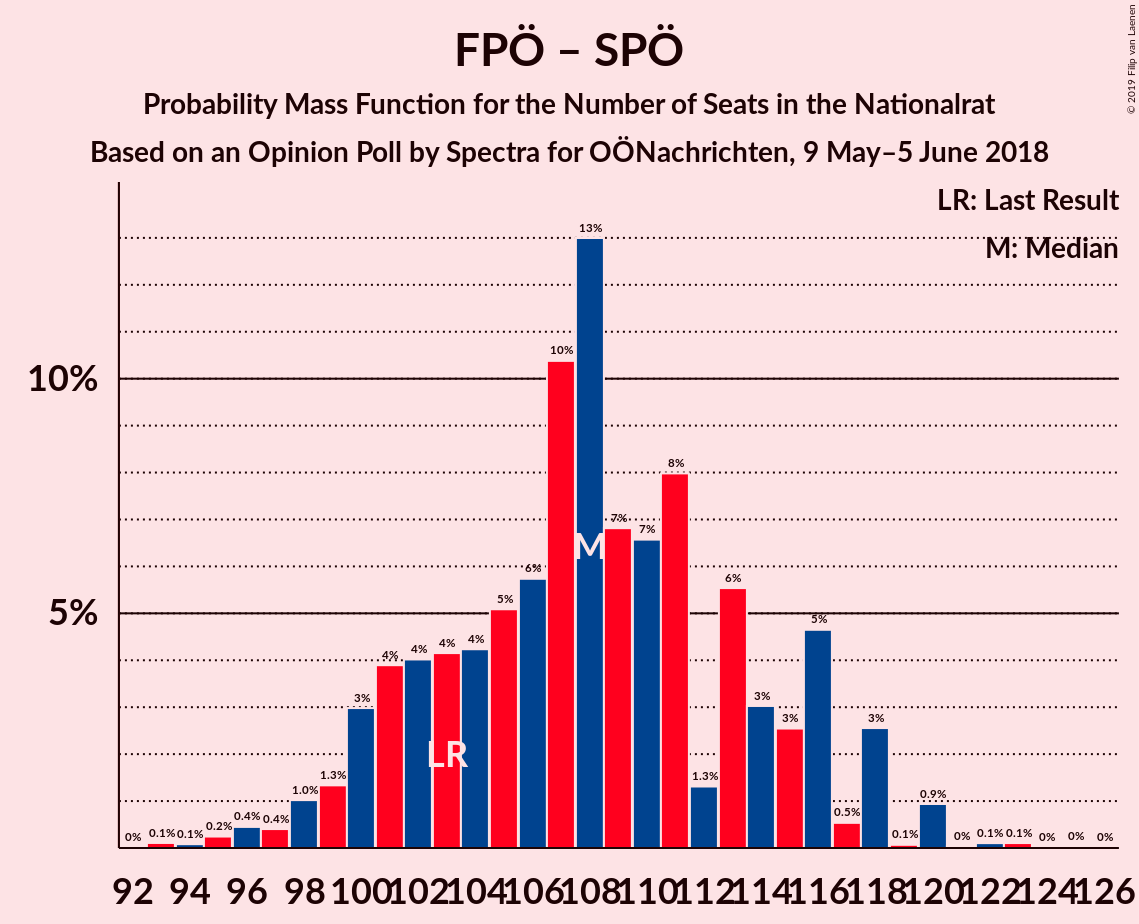 FPÖ – SPÖ
Probability Mass Function for the Number of Seats in the Nationalrat
Based on an Opinion Poll by Spectra for OÖNachrichten, 9 May–5 June 2018
© 2019 Filip van Laenen
LR: Last Result
M: Median
10%
5%
0% 0.1% 0.1% 0.2% 0.4% 0.4% 1.0% 1.3% 3% 4% 4% 4% 4% 5% 6% 10% 13% 7% 7% 8% 1.3% 6% 3% 3% 5% 0.5% 3% 0.1% 0.9% 0% 0.1% 0.1% 0% 0% 0%
M
LR
92 94 96 98 100 102 104 106 108 110 112 114 116 118 120 122 124 126